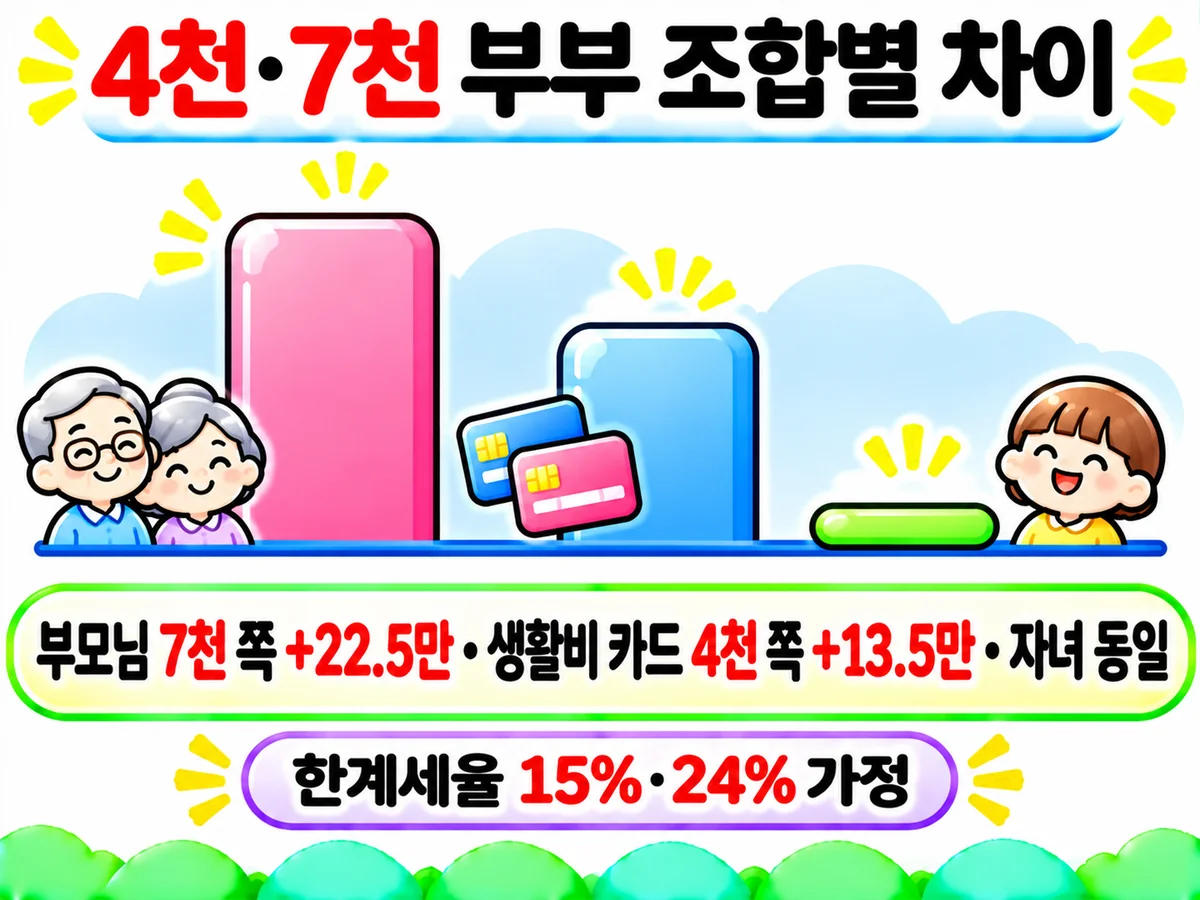 4천·7천 부부 조합별 차이
부모님 7천 쪽 +22.5만 · 생활비 카드 4천 쪽 +13.5만 · 자녀 동일
한계세율 15%·24% 가정